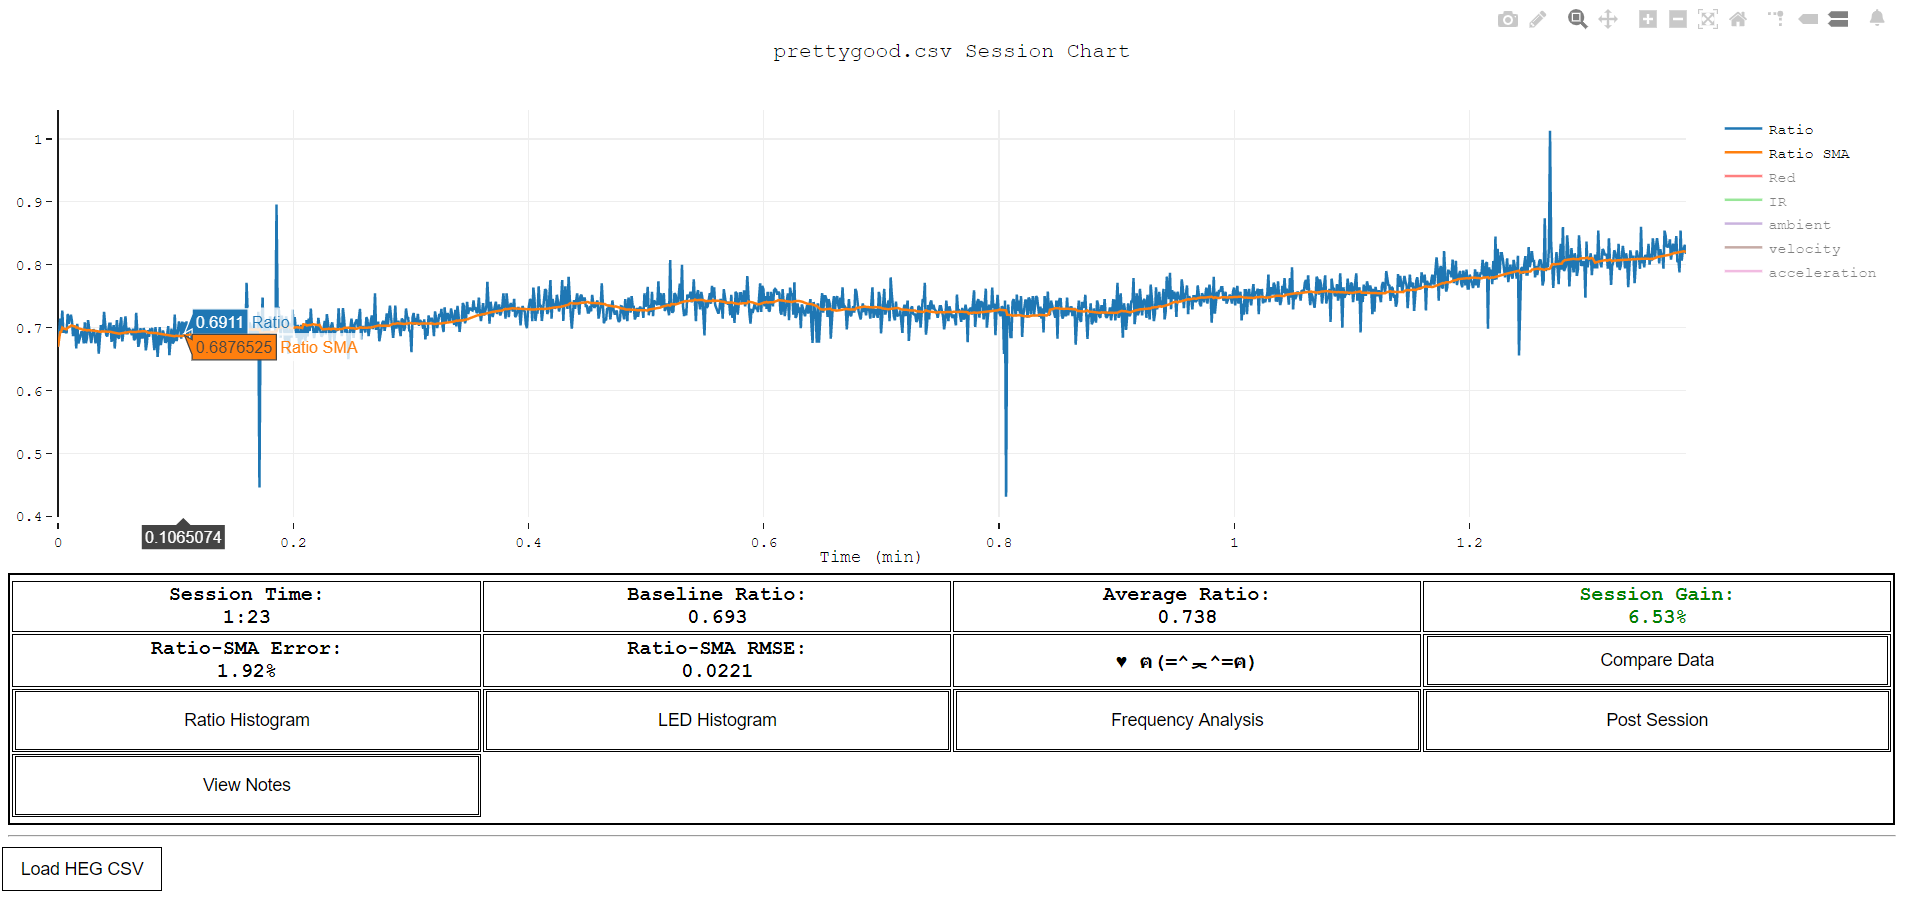 prettygood.csv Session Chart
1
0.9
0.8
0.7
0.6
0.5
0.4
0.6911 Ratio
0.6876525 Ratio SMA
0.1065074
0
0.2
0.4
0.6
0.8
1
1.2
Time (min)
Ratio
Ratio SMA
Red
IR
ambient
velocity
acceleration
Session Time:
1:23
Baseline Ratio:
0.693
Average Ratio:
0.738
Session Gain:
6.53%
Ratio-SMA Error:
1.92%
Ratio-SMA RMSE:
0.0221
♥ ฅ(=^ﻌ^=ฅ)
Compare Data
Ratio Histogram
LED Histogram
Frequency Analysis
Post Session
View Notes
Load HEG CSV